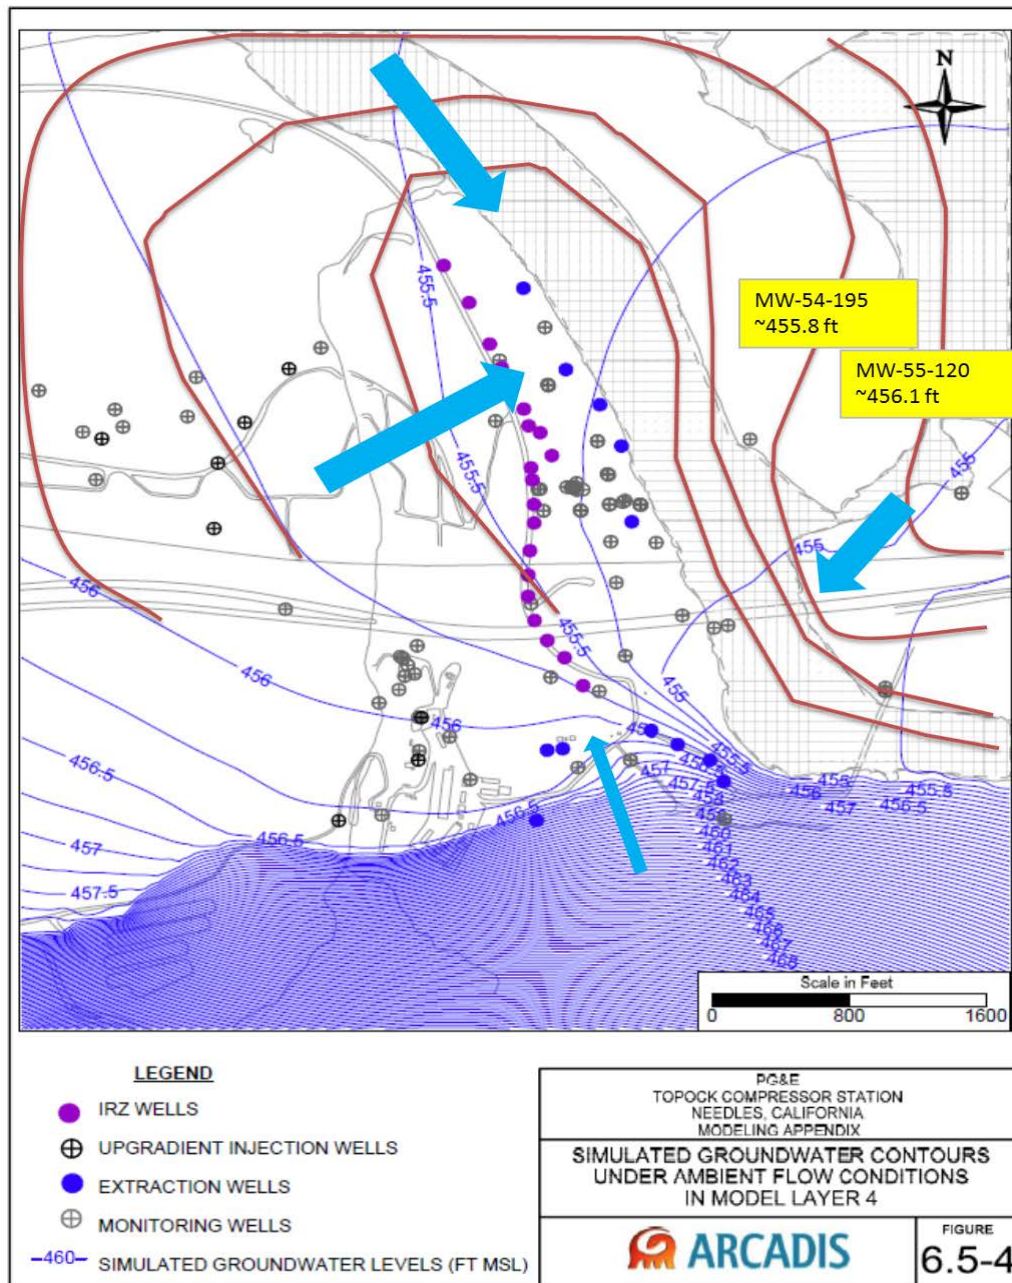 N
455.5
MW-54-195
~455.8 ft
MW-55-120
~456.1 ft
455.5
455
455
456
455.5
455
456
456.5
457
457.5
456.5
456.5
455.5
457
457.5
458
460
461
462
463
464
465
466
467
468
455
455.5
456
456.5
457
Scale in Feet
0 800 1600
LEGEND
IRZ WELLS
UPGRADIENT INJECTION WELLS
EXTRACTION WELLS
MONITORING WELLS
-460- SIMULATED GROUNDWATER LEVELS (FT MSL)
PG&E
TOPOCK COMPRESSOR STATION
NEEDLES, CALIFORNIA
MODELING APPENDIX
SIMULATED GROUNDWATER CONTOURS
UNDER AMBIENT FLOW CONDITIONS
IN MODEL LAYER 4
ARCADIS
FIGURE
6.5-4